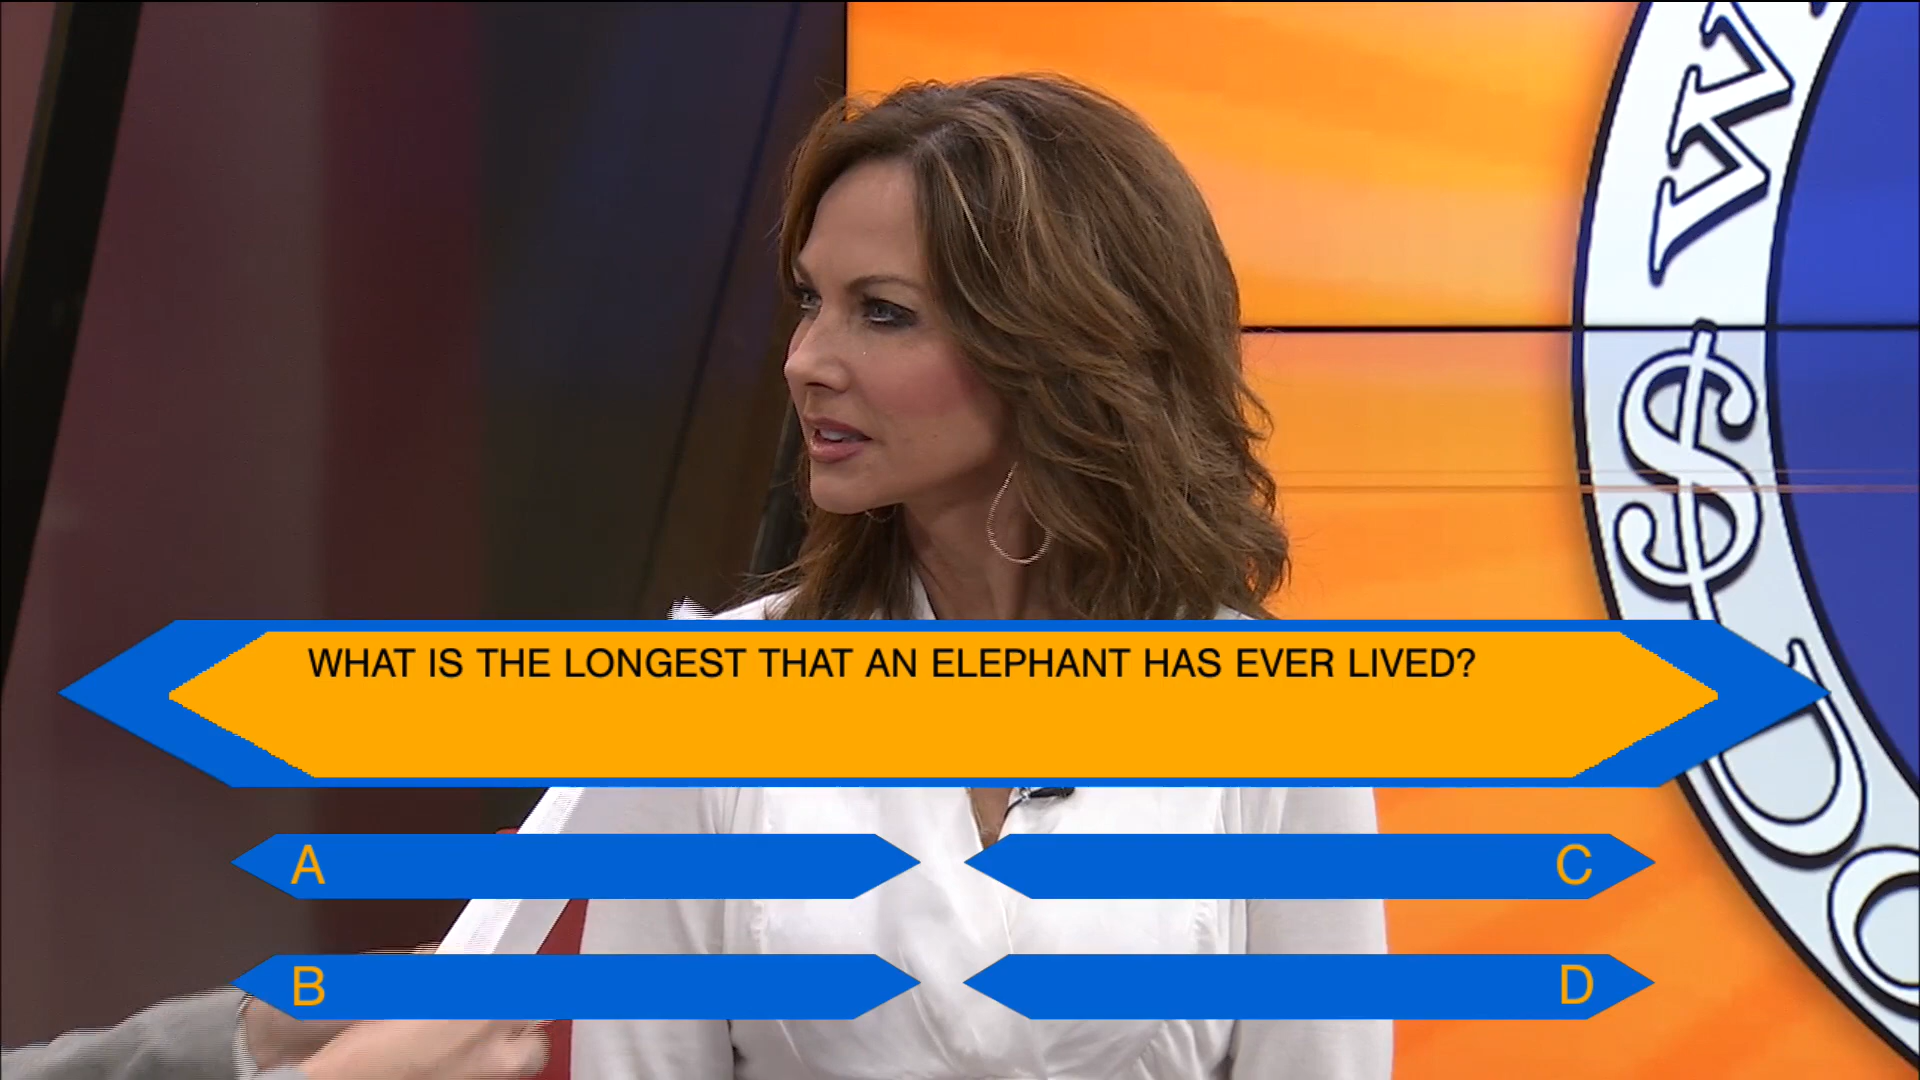 WHAT IS THE LONGEST THAT AN ELEPHANT HAS EVER LIVED?
A
C
B
D
W
$